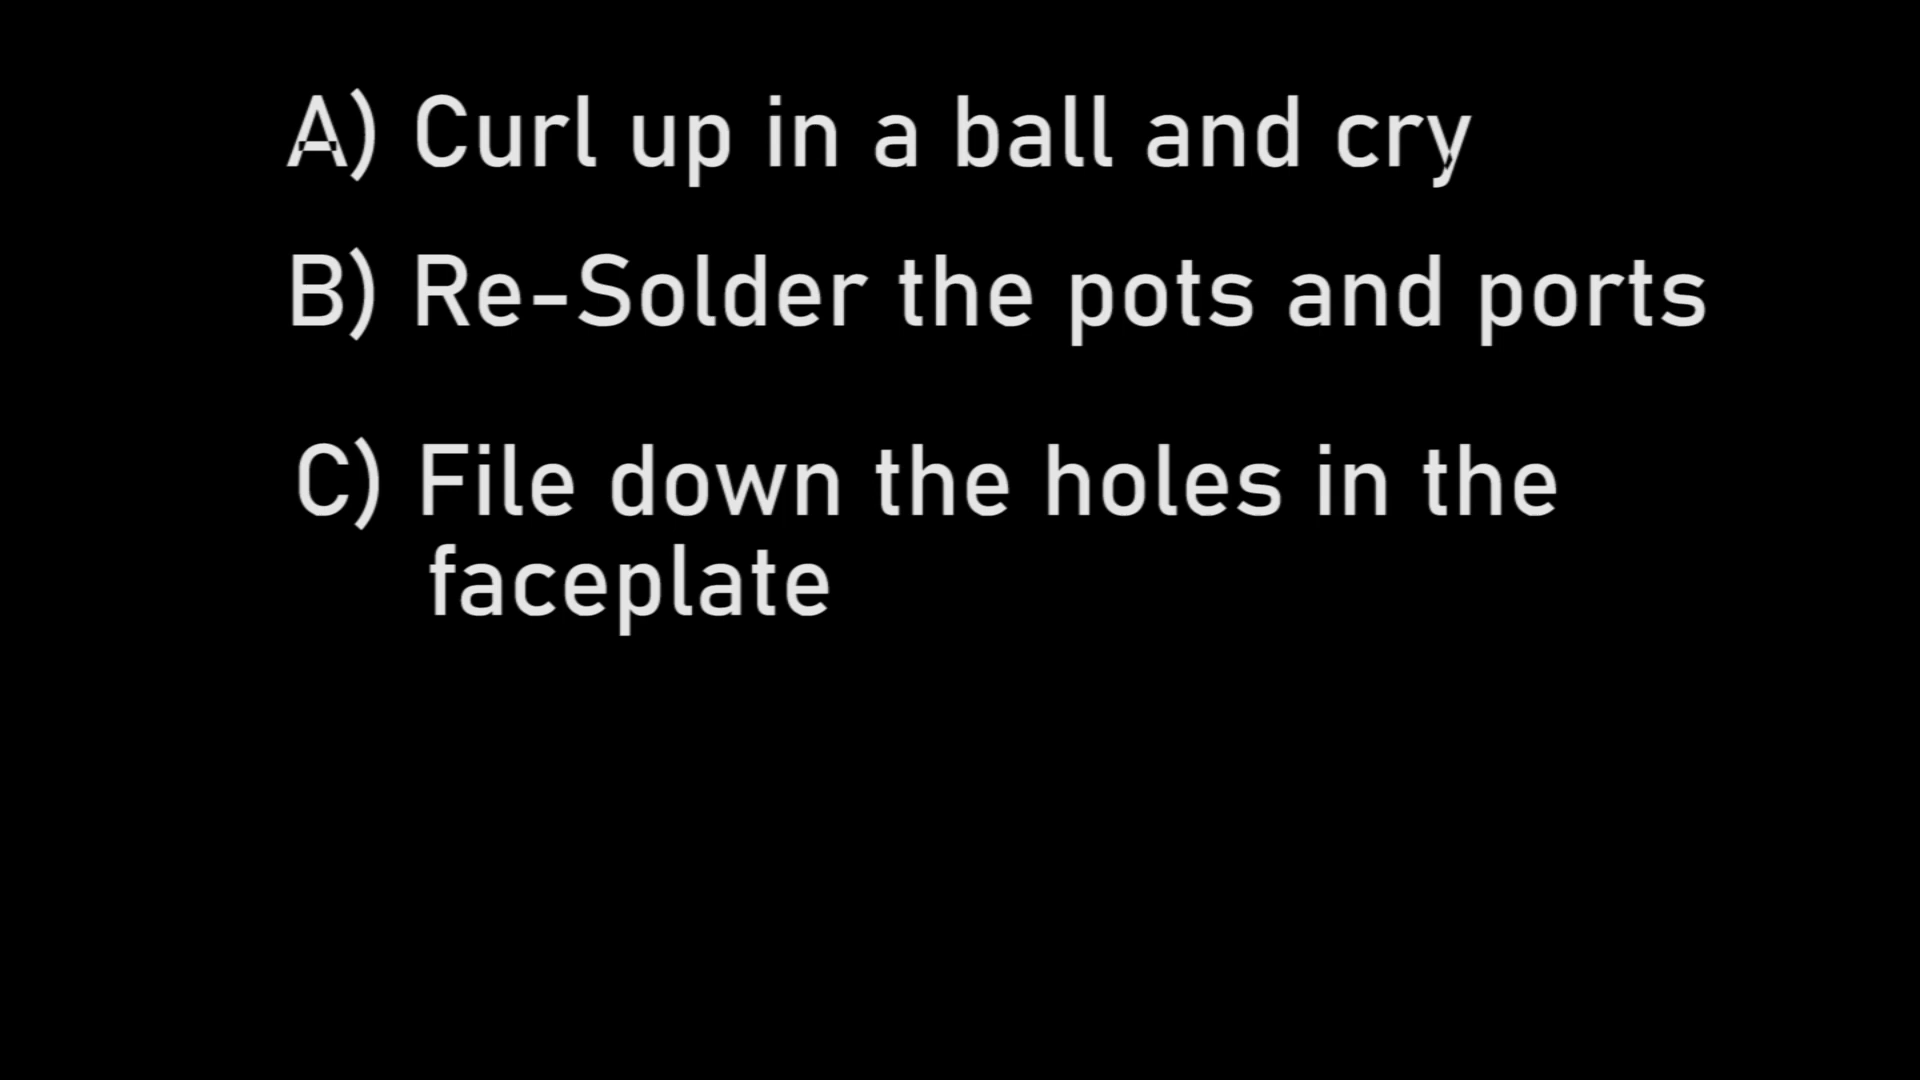 A) Curl up in a ball and cry
B) Re-Solder the pots and ports
C) File down the holes in the
faceplate